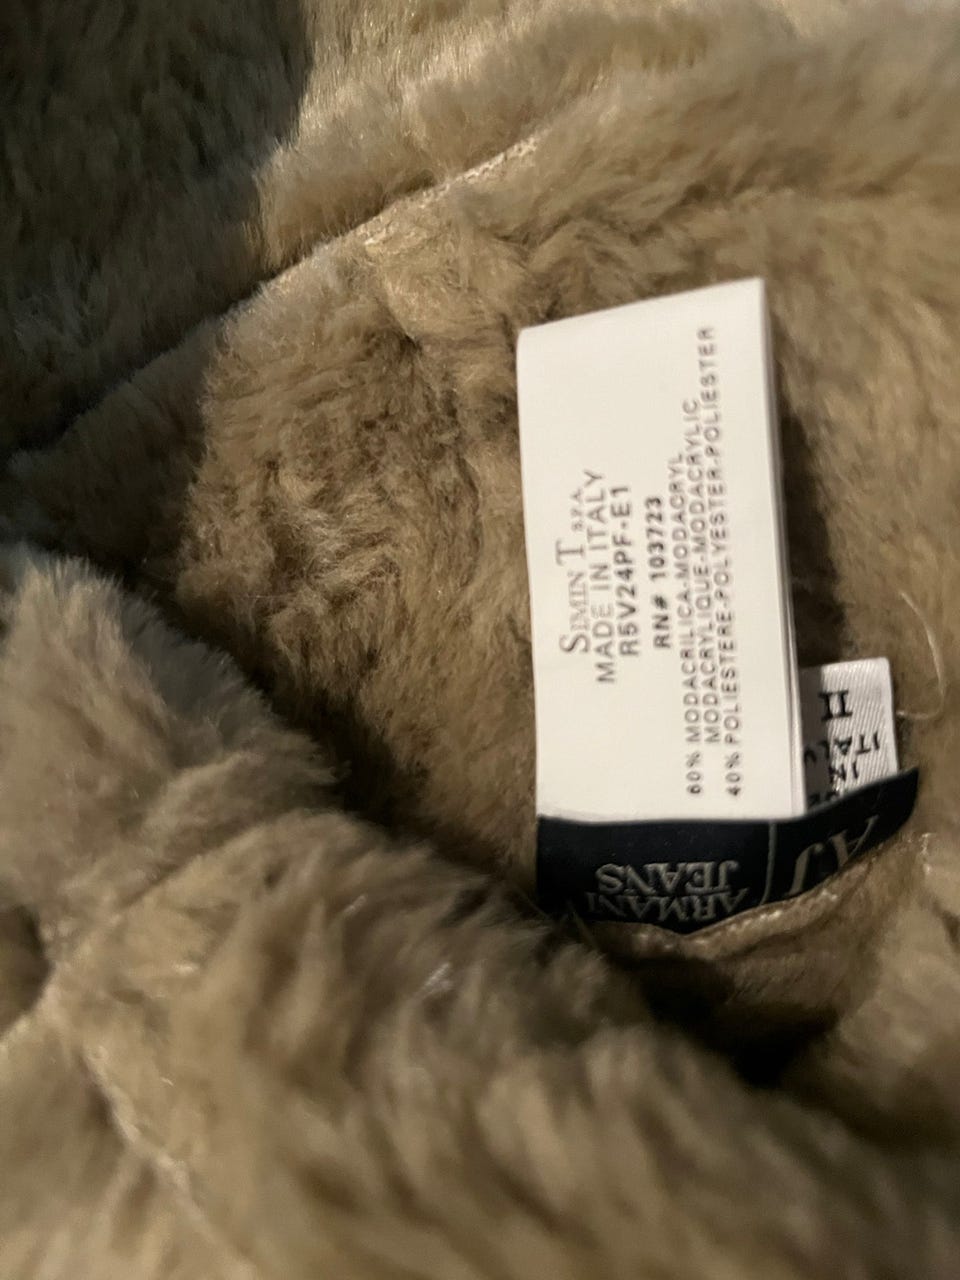 SIMINT S.P.A.
MADE IN ITALY
R5V24PF-E1
RN# 103723
60% MODACRILICA-MODACRYL
MODACRYLIQUE-MODACRYLIC
40% POLIESTERE-POLYESTER-POLIESTER
ARMANI
JEANS
AJ